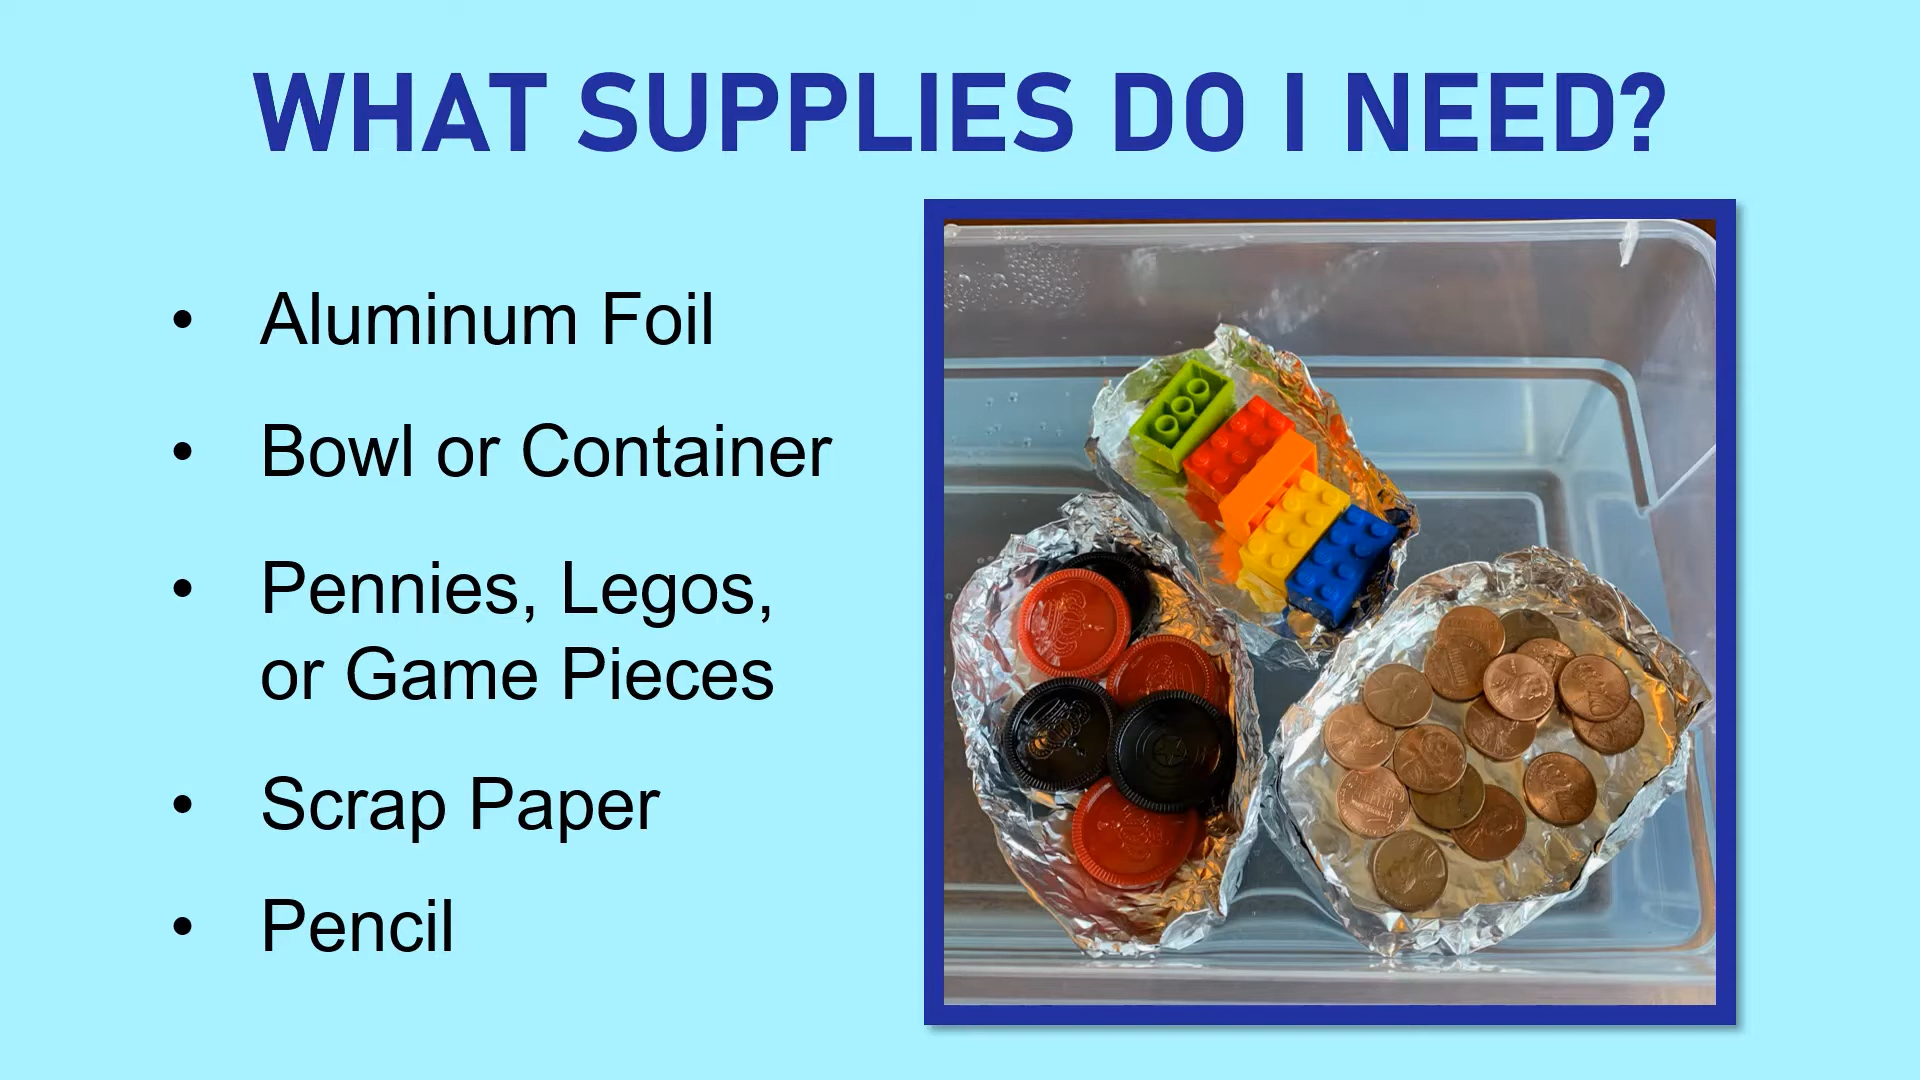 WHAT SUPPLIES DO I NEED?
• Aluminum Foil
• Bowl or Container
• Pennies, Legos,
or Game Pieces
• Scrap Paper
• Pencil